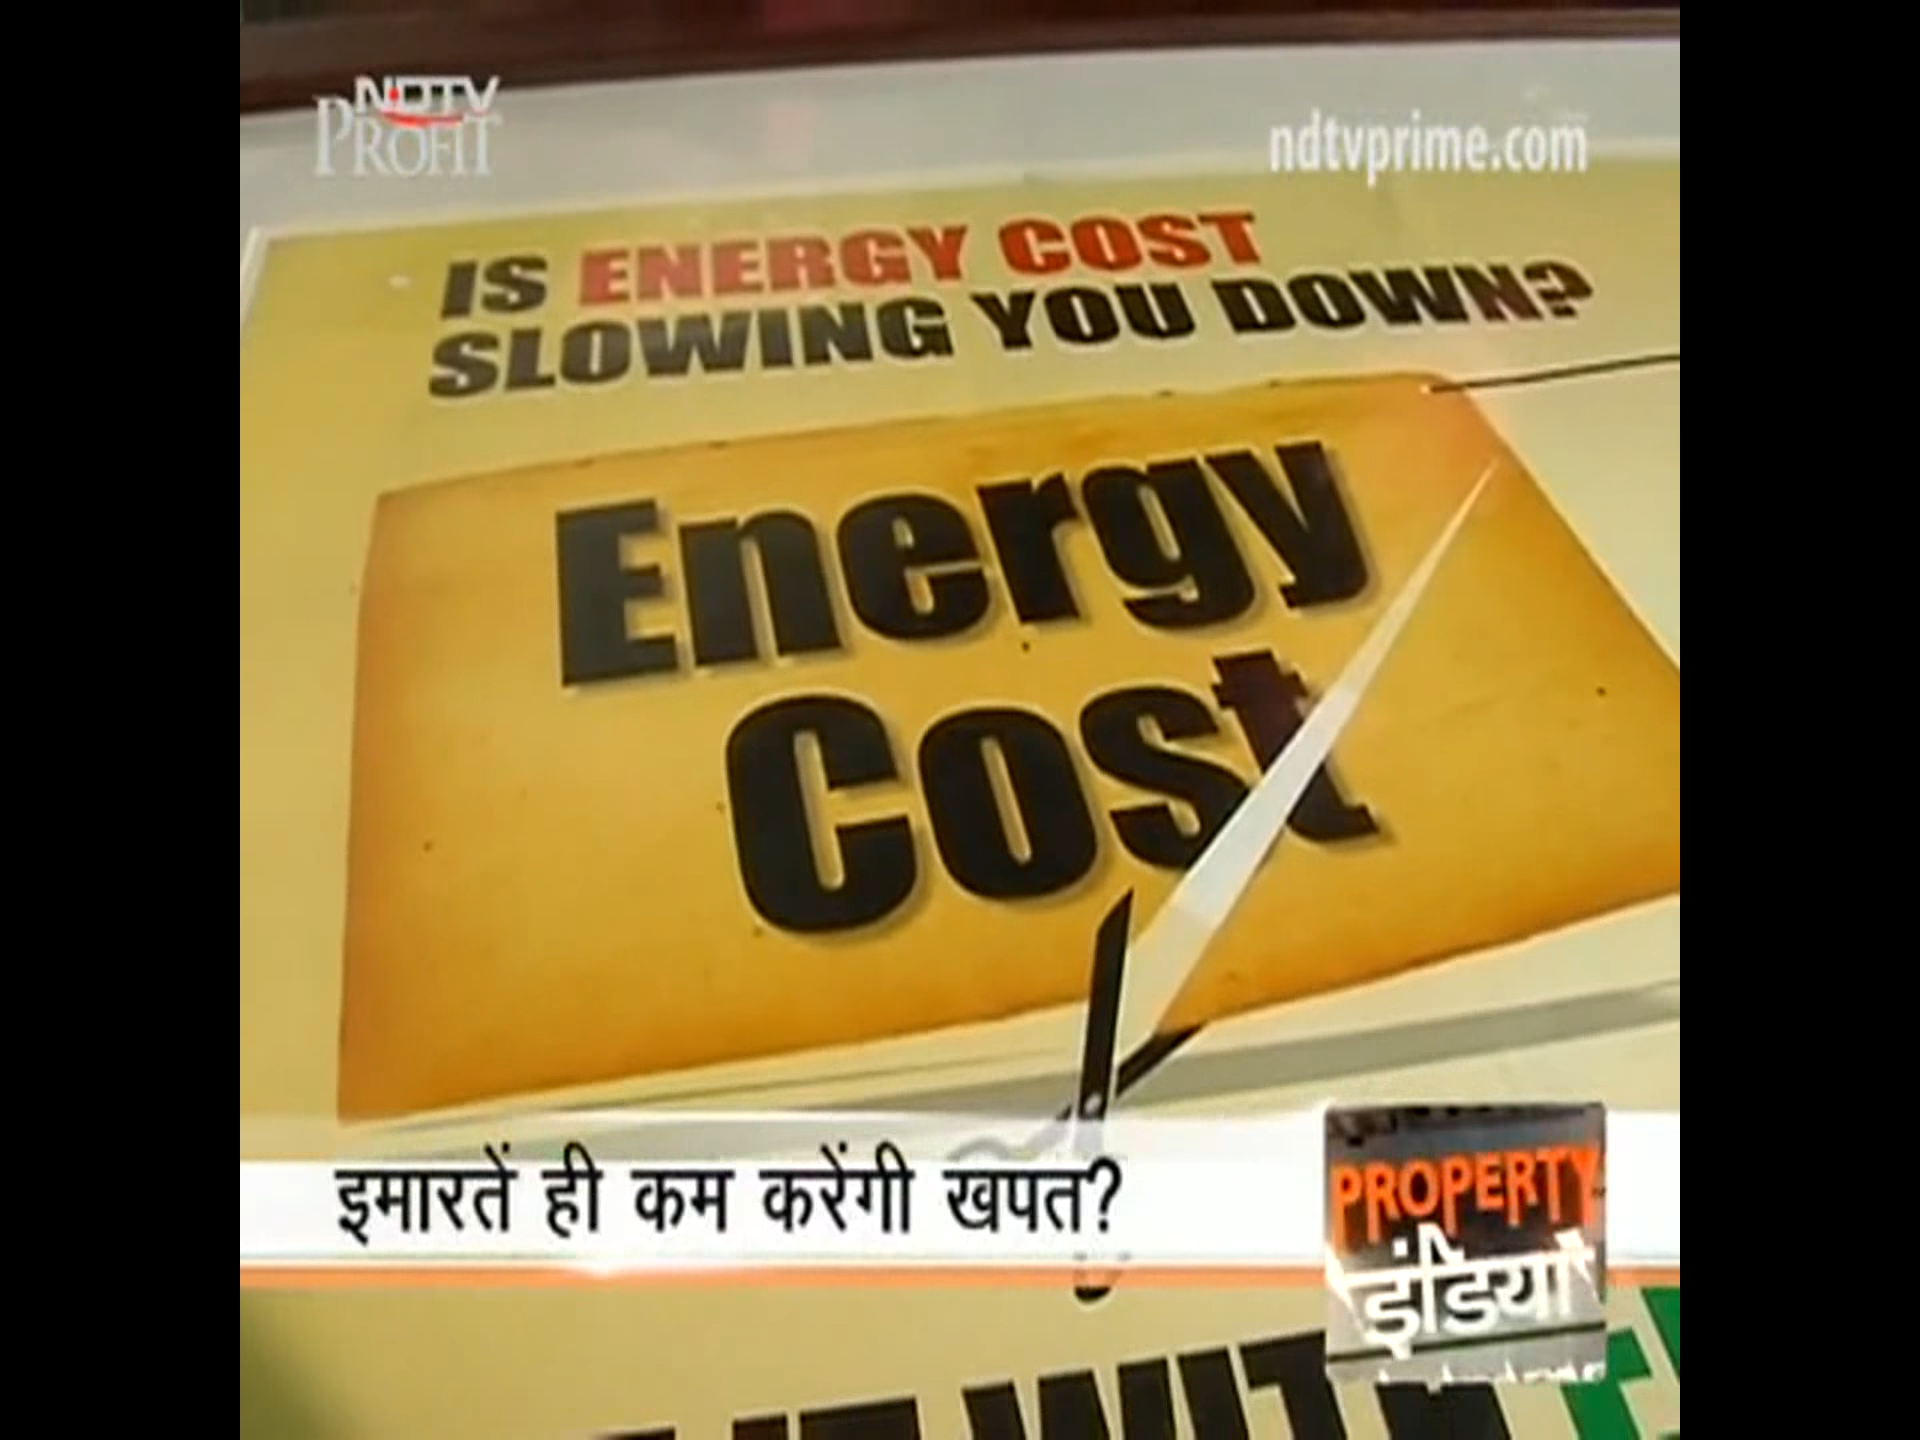 NDTV
PROFIT
ndtvprime.com
IS ENERGY COST
SLOWING YOU DOWN?
Energy
Cost
इमारतें ही कम करेंगी खपत?
PROPERTY
इंडिया